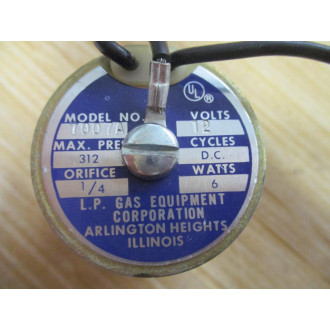 UL
MODEL NO. VOLTS
7007A 12
MAX. PRES CYCLES
312 D.C.
ORIFICE WATTS
1/4 6
L.P. GAS EQUIPMENT
CORPORATION
ARLINGTON HEIGHTS,
ILLINOIS